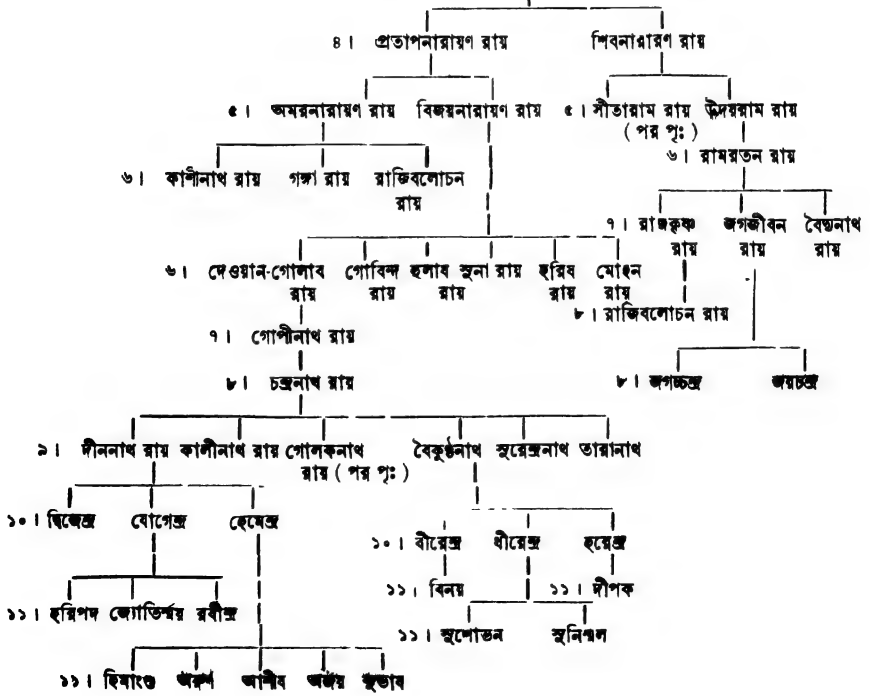 ৪। প্রতাপনারায়ণ রায় শিবনারায়ণ রায়
৫। অমরনারায়ণ রায় বিজয়নারায়ণ রায় ৫। সীতারাম রায় উদয়রাম রায়
( পর পৃঃ )
৬। রামরতন রায়
৬। কাশীনাথ রায় গঙ্গা রায় রাজিবলোচন
রায়
৭। রাজকৃষ্ণ জগজীবন বৈদ্যনাথ
রায় রায় রায়
৬। দেওয়ান-গোলাব গোবিন্দ হুলাব সুনা রায় হরিষ মোহন
রায় রায় রায় রায় রায়
৮। রাজিবলোচন রায়
৭। গোপীনাথ রায়
৮। চন্দ্রনাথ রায় ৮। জগচ্চন্দ্র জয়চন্দ্র
৯। দীননাথ রায় কালীনাথ রায় গোলকনাথ বৈকুণ্ঠনাথ সুরেন্দ্রনাথ তারানাথ
রায় ( পর পৃঃ )
১০। দ্বিজেন্দ্র যোগেন্দ্র হেমেন্দ্র
১০। বীরেন্দ্র ধীরেন্দ্র হরেন্দ্র
১১। বিনয় ১১। দীপক
১১। হরিপদ জ্যোতির্ম্ময় রবীন্দ্র
১১। সুশোভন সুনিৰ্ম্মল
১১। হিমাংশু অরুণ আশীষ অজয় সুভাষ